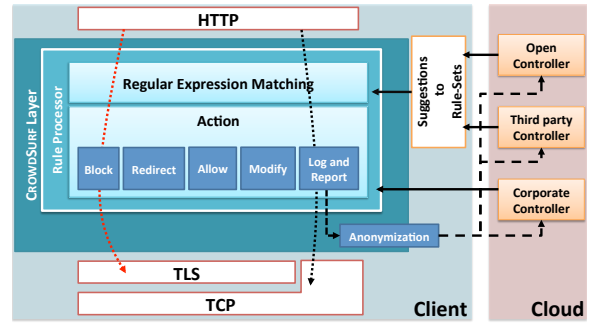 HTTP
CROWDSURF Layer
Rule Processor
Regular Expression Matching
Action
Block
Redirect
Allow
Modify
Log and
Report
Anonymization
Suggestions
to
Rule-Sets
Open
Controller
Third party
Controller
Corporate
Controller
TLS
TCP
Client
Cloud